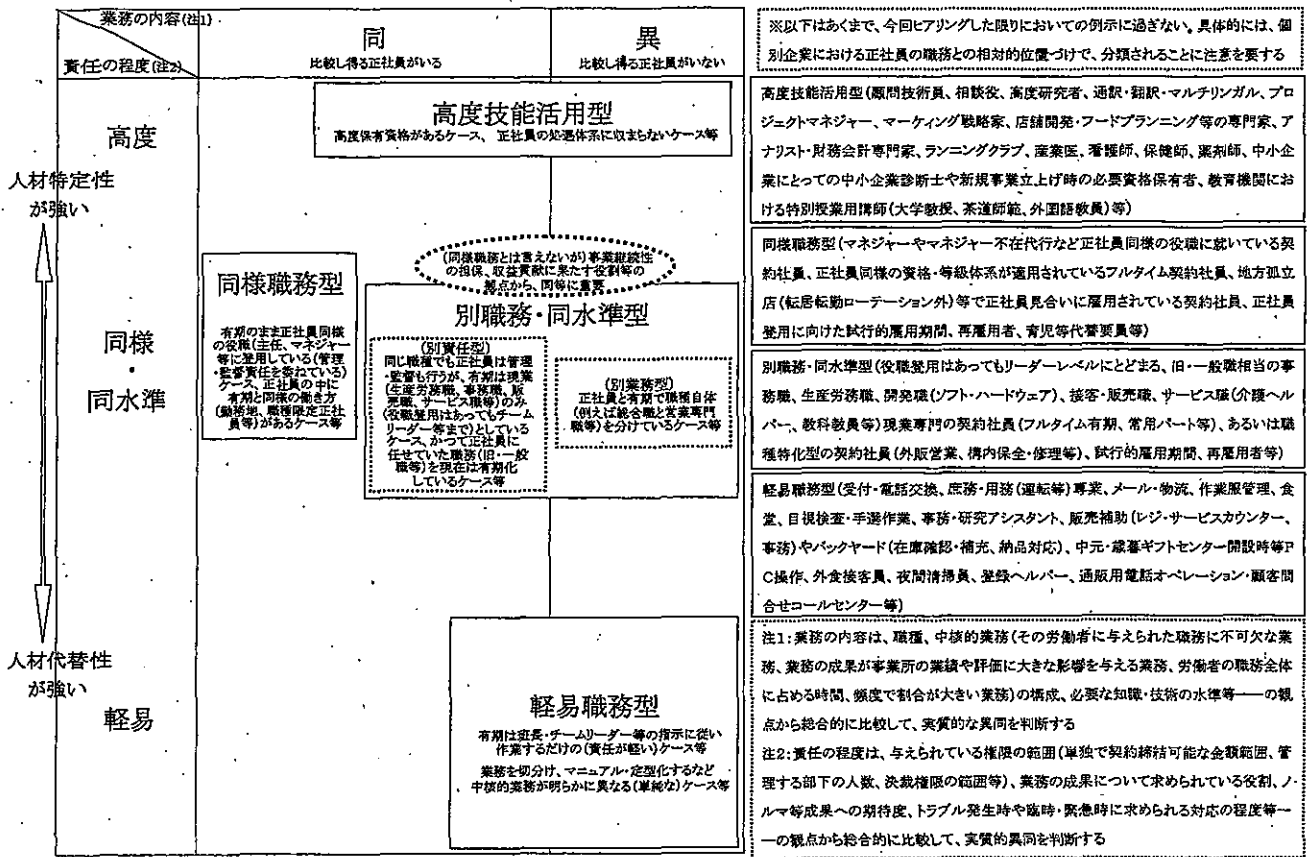 業務の内容(注1)
責任の程度(注2)
同
比較し得る正社員がいる
異
比較し得る正社員がいない
高度
人材特定性
が強い
同様
・
同水準
人材代替性
が強い
軽易
高度技能活用型
高度保有資格があるケース、正社員の処遇体系に収まらないケース等
同様職務型
有期のまま正社員同様
の役職(主任、マネジャー
等)に登用している(管理
・監督責任を委ねている)
ケース、正社員の中に
有期と同様の働き方
(勤務地、職種限定正社
員等)があるケース等
(同様職務とは言えないが)事業継続性
の担保、収益貢献に果たす役割等の
観点から、同等に重要
別職務・同水準型
(別責任型)
同じ職種でも正社員は管理
・監督も行うが、有期は現業
(生産労務職、事務職、販
売職、サービス職等)のみ
(役職登用はあってもチーム
リーダー等まで)としている
ケース、かつて正社員に
任せていた職務(旧・一般
職等)を現在は有期化
しているケース等
(別業務型)
正社員と有期で職種自体
(例えば総合職と営業専門
職等)を分けているケース等
軽易職務型
有期は班長・チームリーダー等の指示に従い
作業するだけの(責任が軽い)ケース等
業務を切分け、マニュアル・定型化するなど
中核的業務が明らかに異なる(単純な)ケース等
※以下はあくまで、今回ヒアリングした限りにおいての例示に過ぎない。具体的には、個
別企業における正社員の職務との相対的位置づけで、分類されることに注意を要する
高度技能活用型(顧問技術員、相談役、高度研究者、通訳・翻訳・マルチリンガル、プロ
ジェクトマネジャー、マーケィング戦略家、店舗開発・フードプランニング等の専門家、ア
ナリスト・財務会計専門家、ランニングクラブ、産業医、看護師、保健師、薬剤師、中小企
業にとっての中小企業診断士や新規事業立上げ時の必要資格保有者、教育機関にお
ける特別授業用講師(大学教授、茶道師範、外国語教員)等)
同様職務型(マネジャーやマネジャー不在代行など正社員同様の役職に就いている契
約社員、正社員同様の資格・等級体系が適用されているフルタイム契約社員、地方孤立
店(転居転勤ローテーション外)等で正社員見合いに雇用されている契約社員、正社員
登用に向けた試行的雇用期間、再雇用者、育児等代替要員等)
別職務・同水準型(役職登用はあってもリーダーレベルにとどまる、旧・一般職相当の事
務職、生産労務職、開発職(ソフト・ハードウェア)、接客・販売職、サービス職(介護ヘル
パー、教科教員等)現業専門の契約社員(フルタイム有期、常用パート等)、あるいは職
種特化型の契約社員(外販営業、構内保全・修理等)、試行的雇用期間、再雇用者等)
軽易職務型(受付・電話交換、庶務・用務(運転等)専業、メール・物流、作業服管理、食
堂、目視検査・手選作業、事務・研究アシスタント、販売補助(レジ・サービスカウンター、
事務)やバックヤード(在庫確認・補充、納品対応)、中元・歳暮ギフトセンター開設時等P
C操作、外食接客員、夜間清掃員、登録ヘルパー、通販用電話オペレーション・顧客問
合せコールセンター等)
注1:業務の内容は、職種、中核的業務(その労働者に与えられた職務に不可欠な業
務、業務の成果が事業所の業績や評価に大きな影響を与える業務、労働者の職務全体
に占める時間、頻度で割合が大きい業務)の構成、必要な知識・技術の水準等――の観
点から総合的に比較して、実質的な異同を判断する
注2:責任の程度は、与えられている権限の範囲(単独で契約締結可能な金額範囲、管
理する部下の人数、決裁権限の範囲等)、業務の成果について求められている役割、ノ
ルマ等成果への期待度、トラブル発生時や臨時・緊急時に求められる対応の程度等―
―の観点から総合的に比較して、実質的異同を判断する